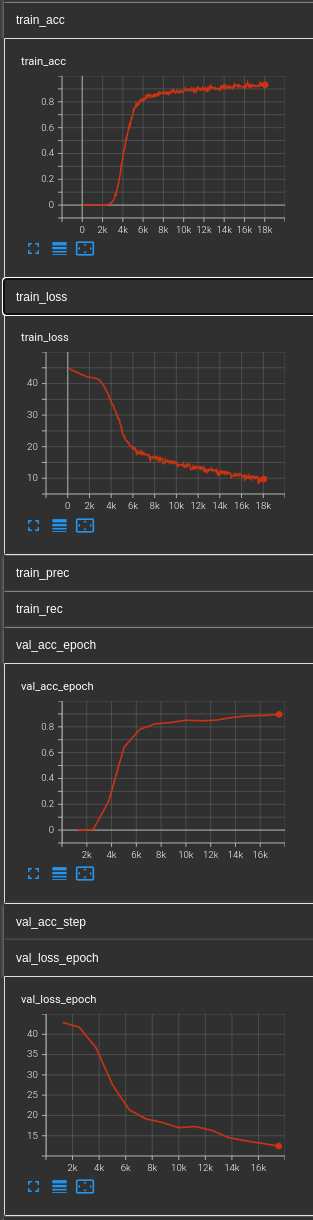 train_acc
train_acc
0.8
0.6
0.4
0.2
0
0 2k 4k 6k 8k 10k 12k 14k 16k 18k
train_loss
train_loss
40
30
20
10
0 2k 4k 6k 8k 10k 12k 14k 16k 18k
train_prec
train_rec
val_acc_epoch
val_acc_epoch
0.8
0.6
0.4
0.2
0
2k 4k 6k 8k 10k 12k 14k 16k
val_acc_step
val_loss_epoch
val_loss_epoch
40
35
30
25
20
15
2k 4k 6k 8k 10k 12k 14k 16k